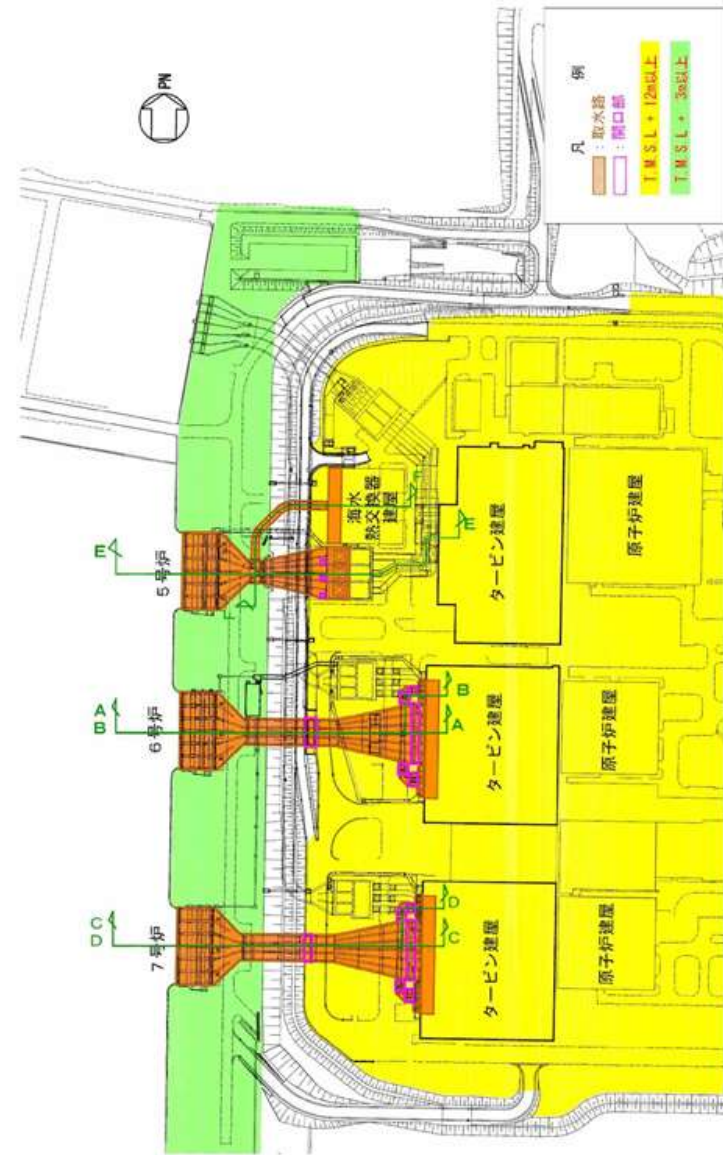 PN
凡 例
：取水路
：開口部
T.M.S.L + 12m以上
T.M.S.L + 3m以上
E
5号炉
F
海水
熱交換器
建屋
F
E
タービン建屋
原子炉建屋
A
B
6号炉
B
A
タービン建屋
原子炉建屋
C
D
7号炉
D
C
タービン建屋
原子炉建屋